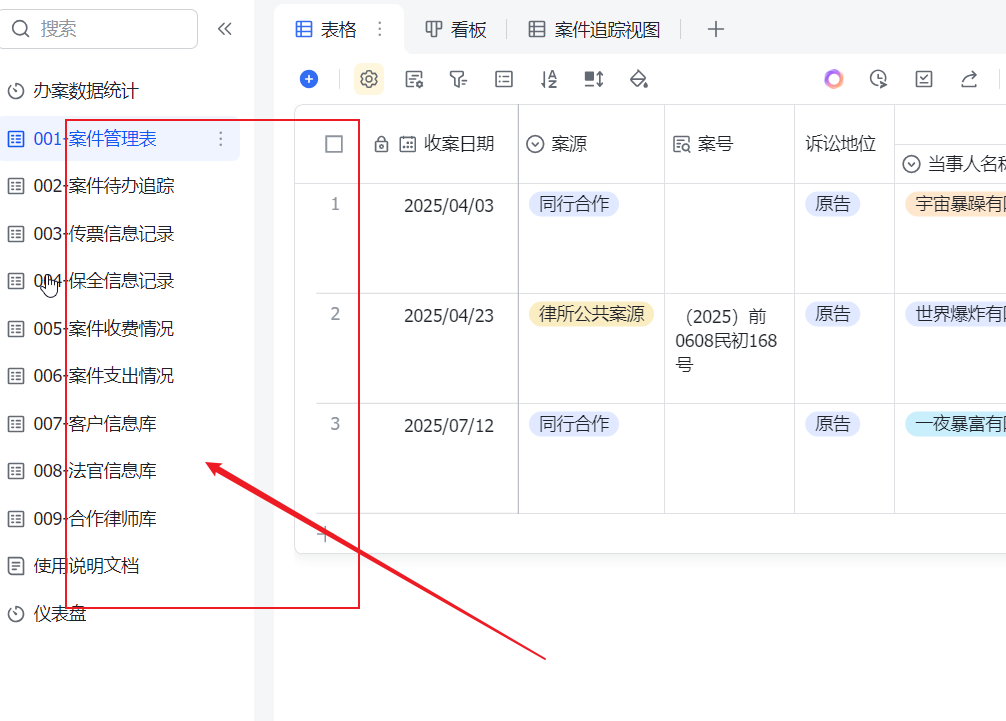 搜索
办案数据统计
001-案件管理表
002-案件待办追踪
003-传票信息记录
004-保全信息记录
005-案件收费情况
006-案件支出情况
007-客户信息库
008-法官信息库
009-合作律师库
使用说明文档
仪表盘
表格 看板 案件追踪视图
收案日期 案源 案号 诉讼地位
当事人名称
1 2025/04/03 同行合作 原告 宇宙暴躁有
2 2025/04/23 律所公共案源 （2025）前 原告 世界爆炸有
0608民初168
号
3 2025/07/12 同行合作 原告 一夜暴富有